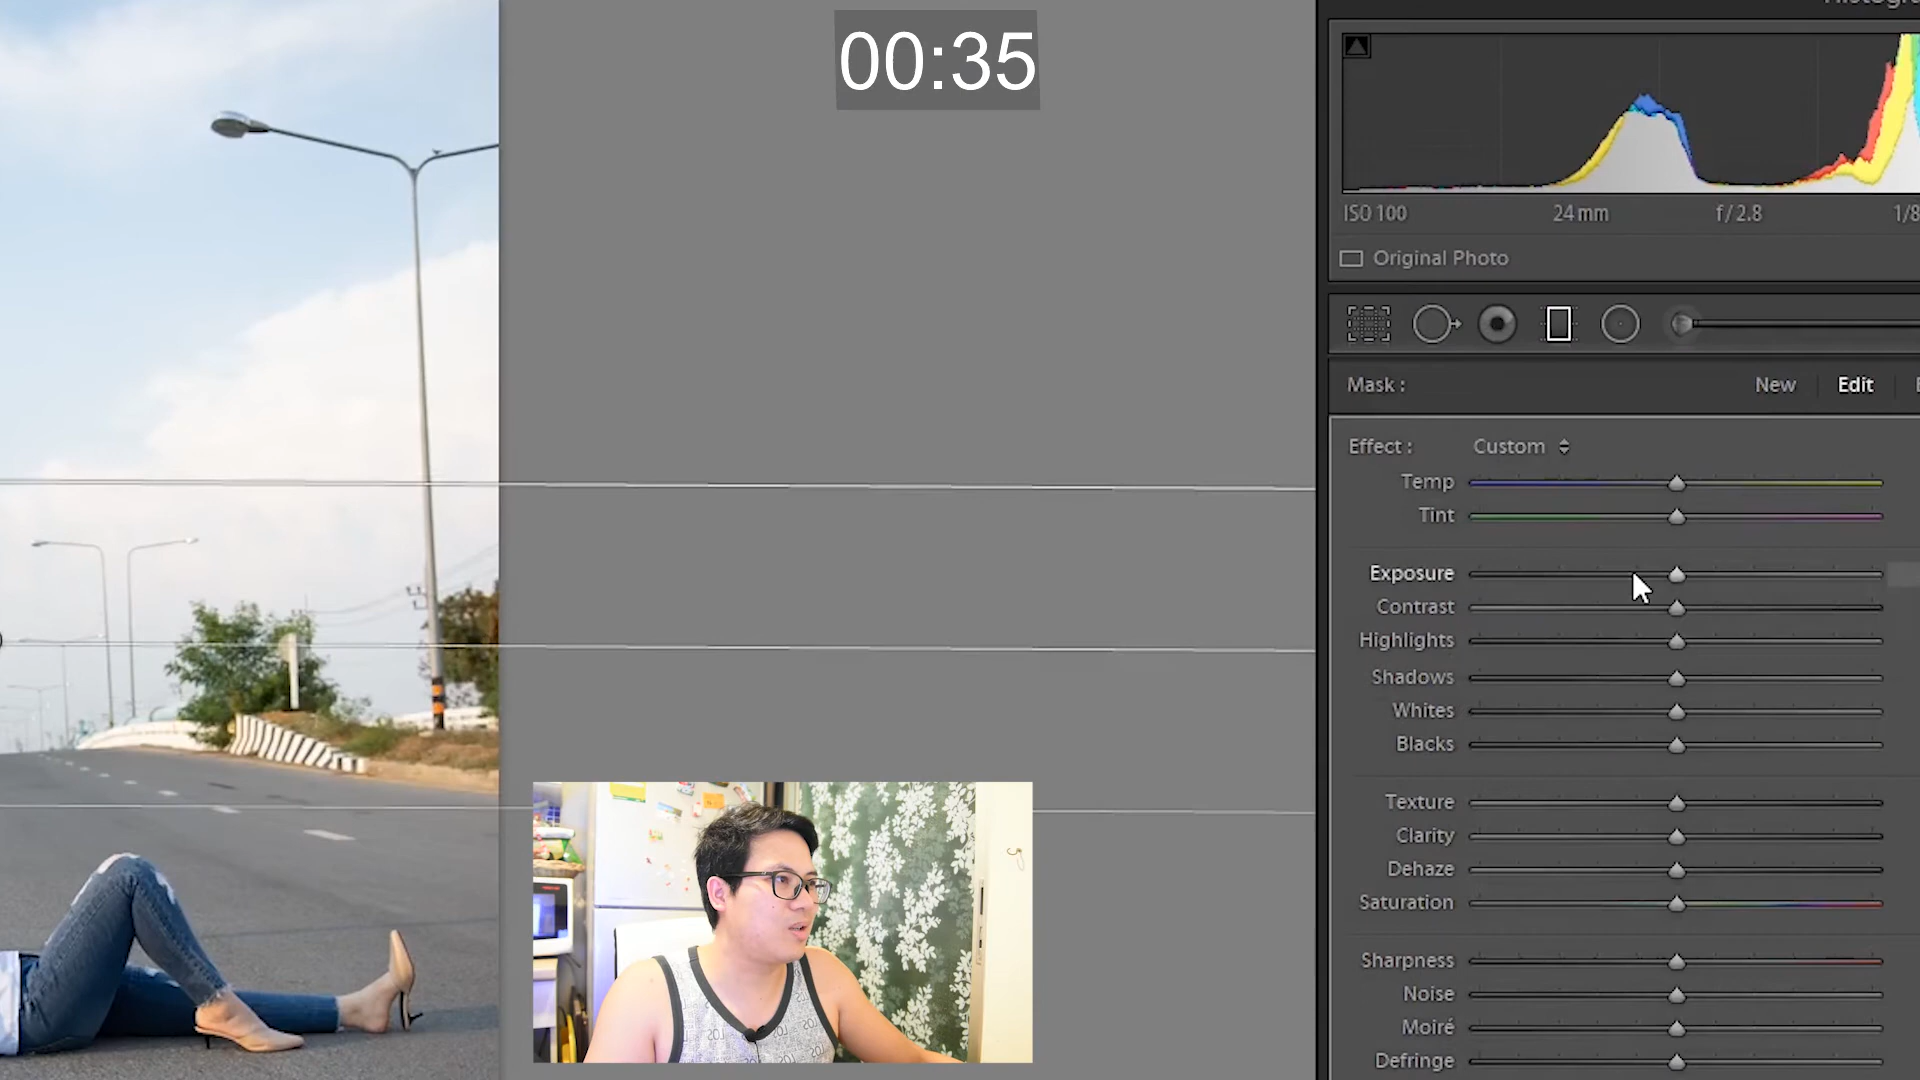 00:35
ISO 100 24 mm f / 2.8 1/8
Original Photo
Mask : New Edit
Effect : Custom
Temp
Tint
Exposure
Contrast
Highlights
Shadows
Whites
Blacks
Texture
Clarity
Dehaze
Saturation
Sharpness
Noise
Moiré
Defringe